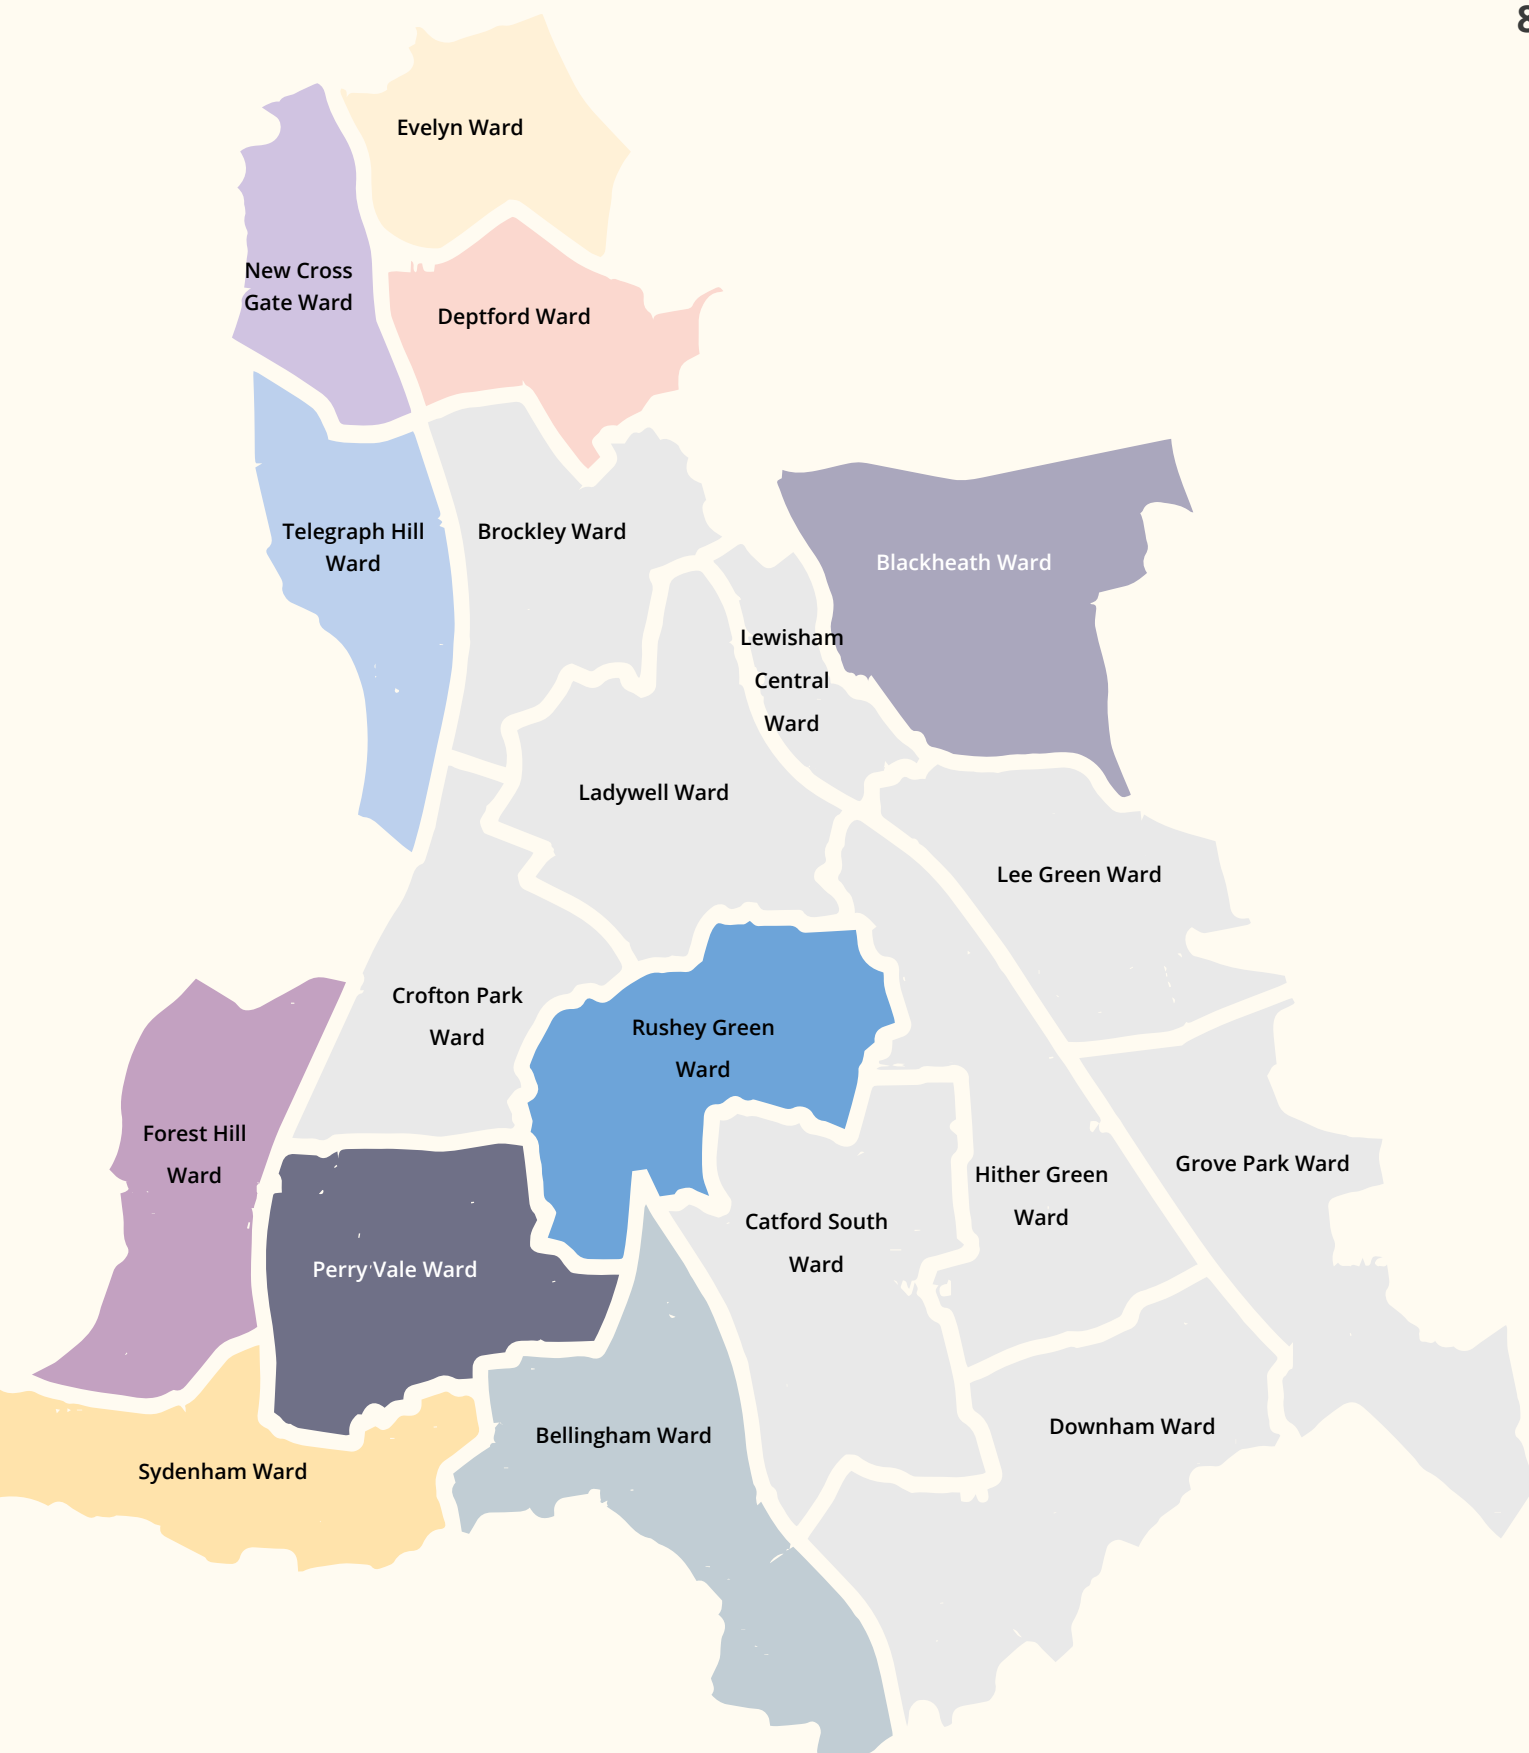 8
Evelyn Ward
New Cross
Gate Ward
Deptford Ward
Telegraph Hill
Ward
Brockley Ward
Blackheath Ward
Lewisham
Central
Ward
Ladywell Ward
Lee Green Ward
Crofton Park
Ward
Rushey Green
Ward
Forest Hill
Ward
Grove Park Ward
Hither Green
Ward
Catford South
Ward
Perry Vale Ward
Downham Ward
Bellingham Ward
Sydenham Ward